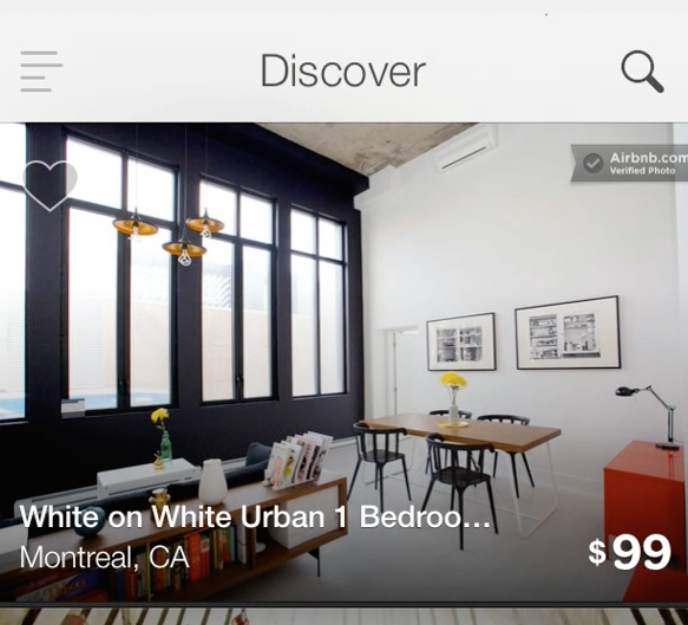 Discover
Airbnb.com
Verified Photo
White on White Urban 1 Bedroo...
Montreal, CA
$99